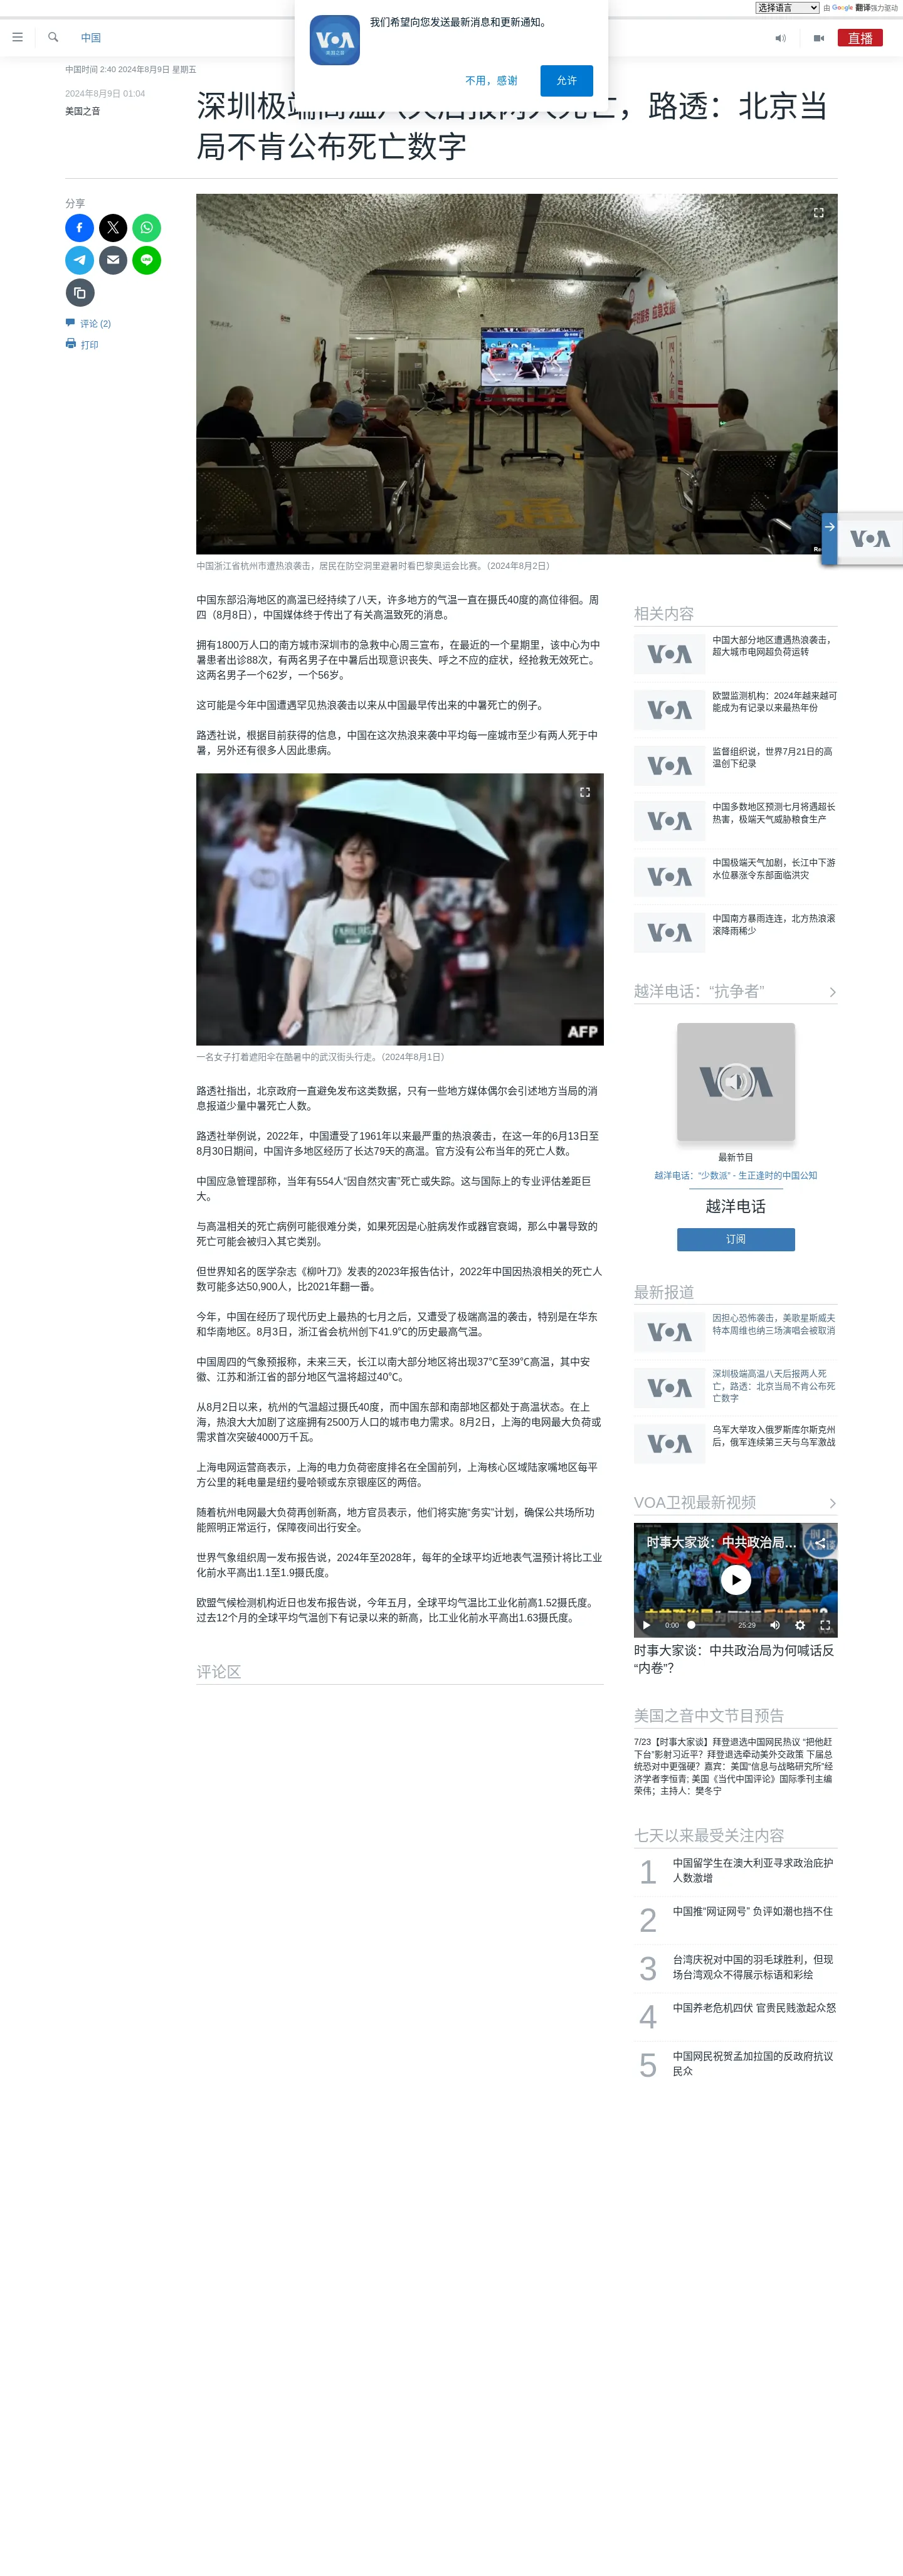 选择语言 由 Google 翻译强力驱动
中国
直播
我们希望向您发送最新消息和更新通知。
VOA
美国之音
不用，感谢
允许
中国时间 2:40 2024年8月9日 星期五
2024年8月9日 01:04
美国之音
深圳极端高温八天后报两人死亡，路透：北京当
局不肯公布死亡数字
分享
评论 (2)
打印
通
中国浙江省杭州市遭热浪袭击，居民在防空洞里避暑时看巴黎奥运会比赛。（2024年8月2日）
中国东部沿海地区的高温已经持续了八天，许多地方的气温一直在摄氏40度的高位徘徊。周
四（8月8日），中国媒体终于传出了有关高温致死的消息。
拥有1800万人口的南方城市深圳市的急救中心周三宣布，在最近的一个星期里，该中心为中
暑患者出诊88次，有两名男子在中暑后出现意识丧失、呼之不应的症状，经抢救无效死亡。
这两名男子一个62岁，一个56岁。
这可能是今年中国遭遇罕见热浪袭击以来从中国最早传出来的中暑死亡的例子。
路透社说，根据目前获得的信息，中国在这次热浪来袭中平均每一座城市至少有两人死于中
暑，另外还有很多人因此患病。
AFP
一名女子打着遮阳伞在酷暑中的武汉街头行走。（2024年8月1日）
路透社指出，北京政府一直避免发布这类数据，只有一些地方媒体偶尔会引述地方当局的消
息报道少量中暑死亡人数。
路透社举例说，2022年，中国遭受了1961年以来最严重的热浪袭击，在这一年的6月13日至
8月30日期间，中国许多地区经历了长达79天的高温。官方没有公布当年的死亡人数。
中国应急管理部称，当年有554人“因自然灾害”死亡或失踪。这与国际上的专业评估差距巨
大。
与高温相关的死亡病例可能很难分类，如果死因是心脏病发作或器官衰竭，那么中暑导致的
死亡可能会被归入其它类别。
但世界知名的医学杂志《柳叶刀》发表的2023年报告估计，2022年中国因热浪相关的死亡人
数可能多达50,900人，比2021年翻一番。
今年，中国在经历了现代历史上最热的七月之后，又遭受了极端高温的袭击，特别是在华东
和华南地区。8月3日，浙江省会杭州创下41.9℃的历史最高气温。
中国周四的气象预报称，未来三天，长江以南大部分地区将出现37℃至39℃高温，其中安
徽、江苏和浙江省的部分地区气温将超过40℃。
从8月2日以来，杭州的气温超过摄氏40度，而中国东部和南部地区都处于高温状态。在上
海，热浪大大加剧了这座拥有2500万人口的城市电力需求。8月2日，上海的电网最大负荷或
需求首次突破4000万千瓦。
上海电网运营商表示，上海的电力负荷密度排名在全国前列，上海核心区域陆家嘴地区每平
方公里的耗电量是纽约曼哈顿或东京银座区的两倍。
随着杭州电网最大负荷再创新高，地方官员表示，他们将实施“务实”计划，确保公共场所功
能照明正常运行，保障夜间出行安全。
世界气象组织周一发布报告说，2024年至2028年，每年的全球平均近地表气温预计将比工业
化前水平高出1.1至1.9摄氏度。
欧盟气候检测机构近日也发布报告说，今年五月，全球平均气温比工业化前高1.52摄氏度。
过去12个月的全球平均气温创下有记录以来的新高，比工业化前水平高出1.63摄氏度。
评论区
VOA
相关内容
VOA
中国大部分地区遭遇热浪袭击，
超大城市电网超负荷运转
VOA
欧盟监测机构：2024年越来越可
能成为有记录以来最热年份
VOA
监督组织说，世界7月21日的高
温创下纪录
VOA
中国多数地区预测七月将遇超长
热害，极端天气威胁粮食生产
VOA
中国极端天气加剧，长江中下游
水位暴涨令东部面临洪灾
VOA
中国南方暴雨连连，北方热浪滚
滚降雨稀少
越洋电话：“抗争者”
VOA
最新节目
越洋电话：“少数派” - 生正逢时的中国公知
越洋电话
订阅
最新报道
VOA
因担心恐怖袭击，美歌星斯威夫
特本周维也纳三场演唱会被取消
VOA
深圳极端高温八天后报两人死
亡，路透：北京当局不肯公布死
亡数字
VOA
乌军大举攻入俄罗斯库尔斯克州
后，俄军连续第三天与乌军激战
VOA卫视最新视频
时事大家谈：中共政治局...
0:00
25:29
时事大家谈：中共政治局为何喊话反
“内卷”？
美国之音中文节目预告
7/23【时事大家谈】拜登退选中国网民热议 “把他赶
下台”影射习近平？拜登退选牵动美外交政策 下届总
统恐对中更强硬？嘉宾：美国“信息与战略研究所”经
济学者李恒青; 美国《当代中国评论》国际季刊主编
荣伟；主持人：樊冬宁
七天以来最受关注内容
1
中国留学生在澳大利亚寻求政治庇护
人数激增
2
中国推“网证网号” 负评如潮也挡不住
3
台湾庆祝对中国的羽毛球胜利，但现
场台湾观众不得展示标语和彩绘
4
中国养老危机四伏 官贵民贱激起众怒
5
中国网民祝贺孟加拉国的反政府抗议
民众